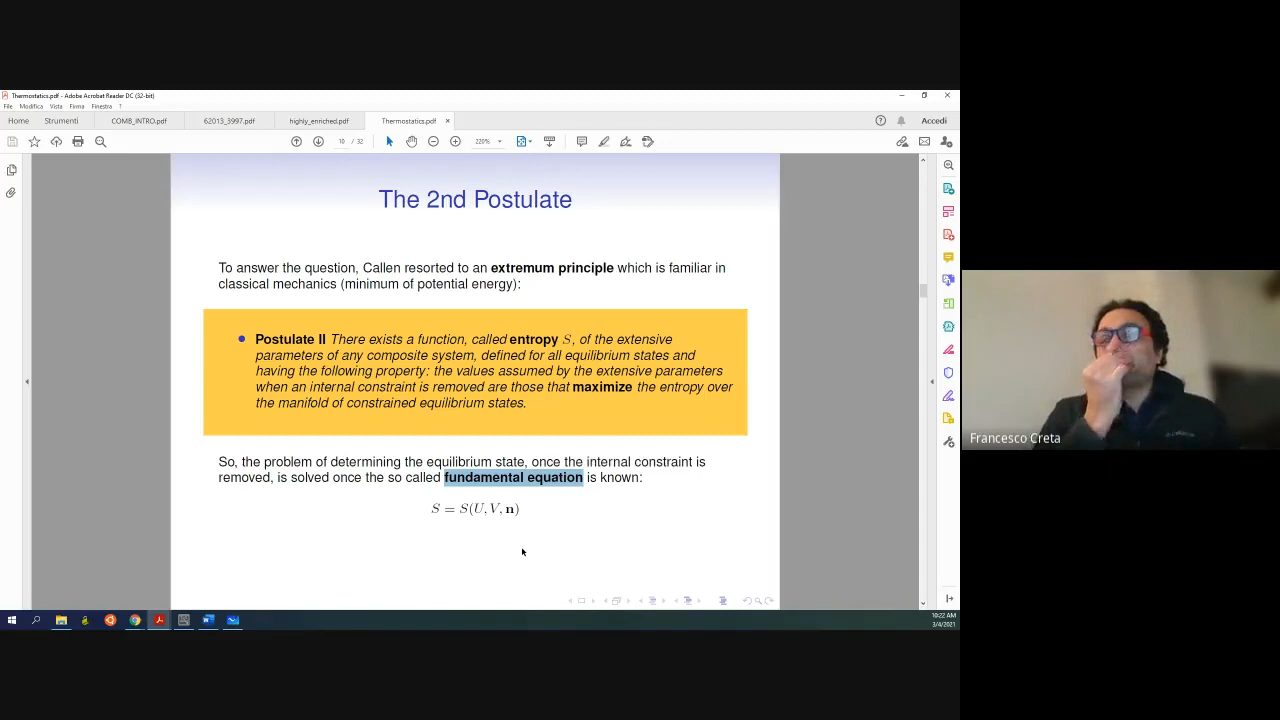 Thermostatics.pdf - Adobe Acrobat Reader DC (32-bit)
File Modifica Vista Firma Finestra ?
Home Strumenti COMB_INTRO.pdf 62013_3997.pdf highly_enriched.pdf Thermostatics.pdf × Accedi
10 / 32 220%
The 2nd Postulate
To answer the question, Callen resorted to an extremum principle which is familiar in
classical mechanics (minimum of potential energy):
Postulate II There exists a function, called entropy S, of the extensive
parameters of any composite system, defined for all equilibrium states and
having the following property: the values assumed by the extensive parameters
when an internal constraint is removed are those that maximize the entropy over
the manifold of constrained equilibrium states.
So, the problem of determining the equilibrium state, once the internal constraint is
removed, is solved once the so called fundamental equation is known:
S = S(U, V, n)
Francesco Creta
10:22 AM
3/4/2021